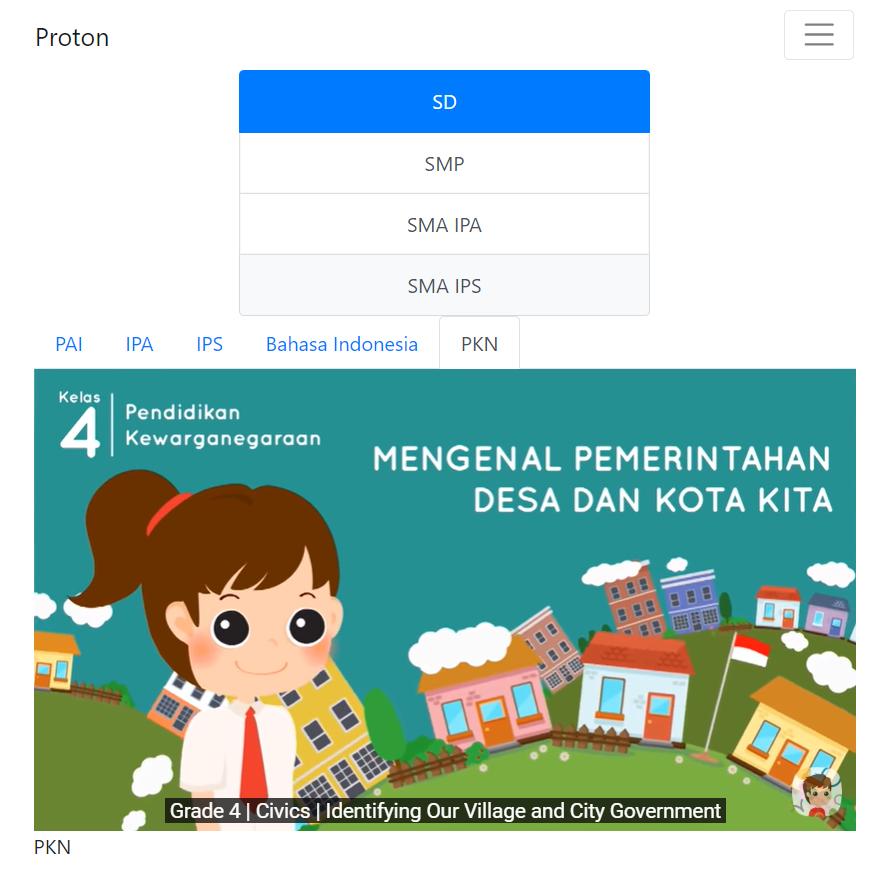 Proton
SD
SMP
SMA IPA
SMA IPS
PAI IPA IPS Bahasa Indonesia PKN
Kelas
4
Pendidikan
Kewarganegaraan
MENGENAL PEMERINTAHAN
DESA DAN KOTA KITA
Grade 4 | Civics | Identifying Our Village and City Government
PKN